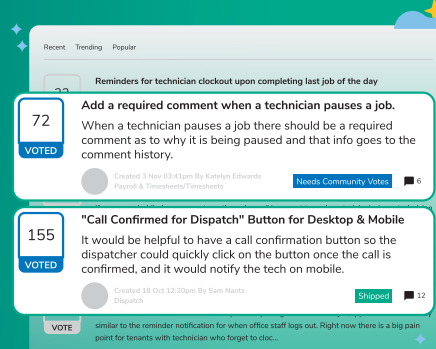 Recent Trending Popular
Reminders for technician clockout upon completing last job of the day
72
VOTED
Add a required comment when a technician pauses a job.
When a technician pauses a job there should be a required
comment as to why it is being paused and that info goes to the
comment history.
Created 3 Nov 03:41pm By Katelyn Edwards
Payroll & Timesheets/Timesheets
Needs Community Votes
6
155
VOTED
"Call Confirmed for Dispatch" Button for Desktop & Mobile
It would be helpful to have a call confirmation button so the
dispatcher could quickly click on the button once the call is
confirmed, and it would notify the tech on mobile.
Created 18 Oct 12:20pm By Sam Nants
Dispatch
Shipped
12
VOTE
similar to the reminder notification for when office staff logs out. Right now there is a big pain
point for tenants with technician who forget to cloc...